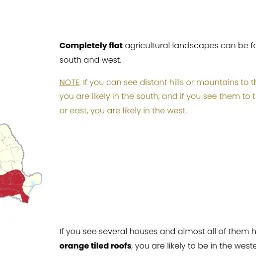 Completely flat agricultural landscapes can be
south and west.
NOTE. If you can see distant hills or mountains to
you are likely in the south, and if you see them to
or east, you are likely in the west.
If you see several houses and almost all of them
orange tiled roofs, you are likely to be in the